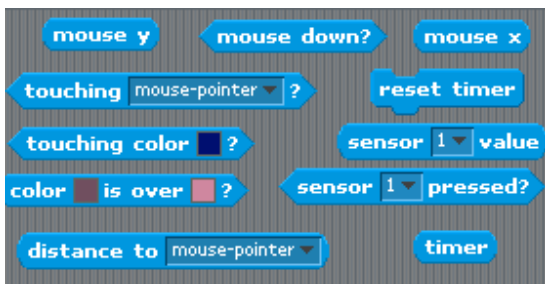 mouse y
mouse down?
mouse x
touching mouse-pointer ?
reset timer
touching color ?
sensor 1 value
color is over ?
sensor 1 pressed?
distance to mouse-pointer
timer